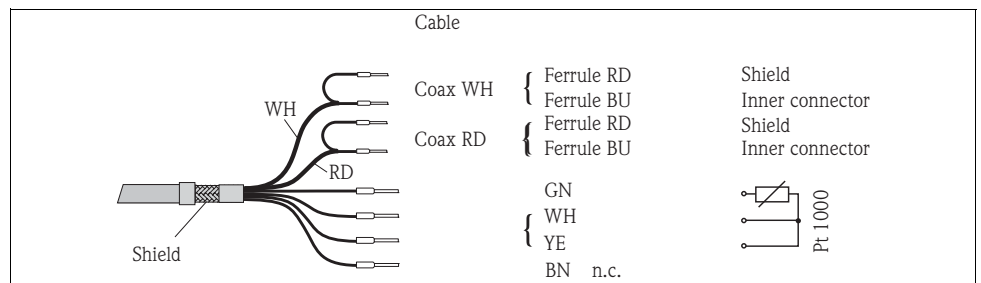 Cable
WH
Coax WH { Ferrule RD Shield
Ferrule BU Inner connector
Coax RD { Ferrule RD Shield
Ferrule BU Inner connector
RD
GN
{ WH
YE
BN n.c.
Pt 1000
Shield